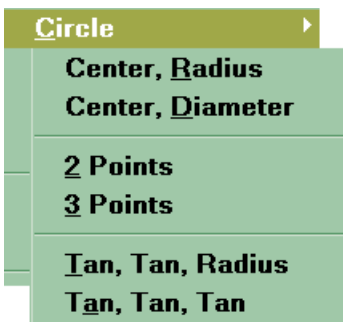 Circle
Center, Radius
Center, Diameter
2 Points
3 Points
Tan, Tan, Radius
Tan, Tan, Tan